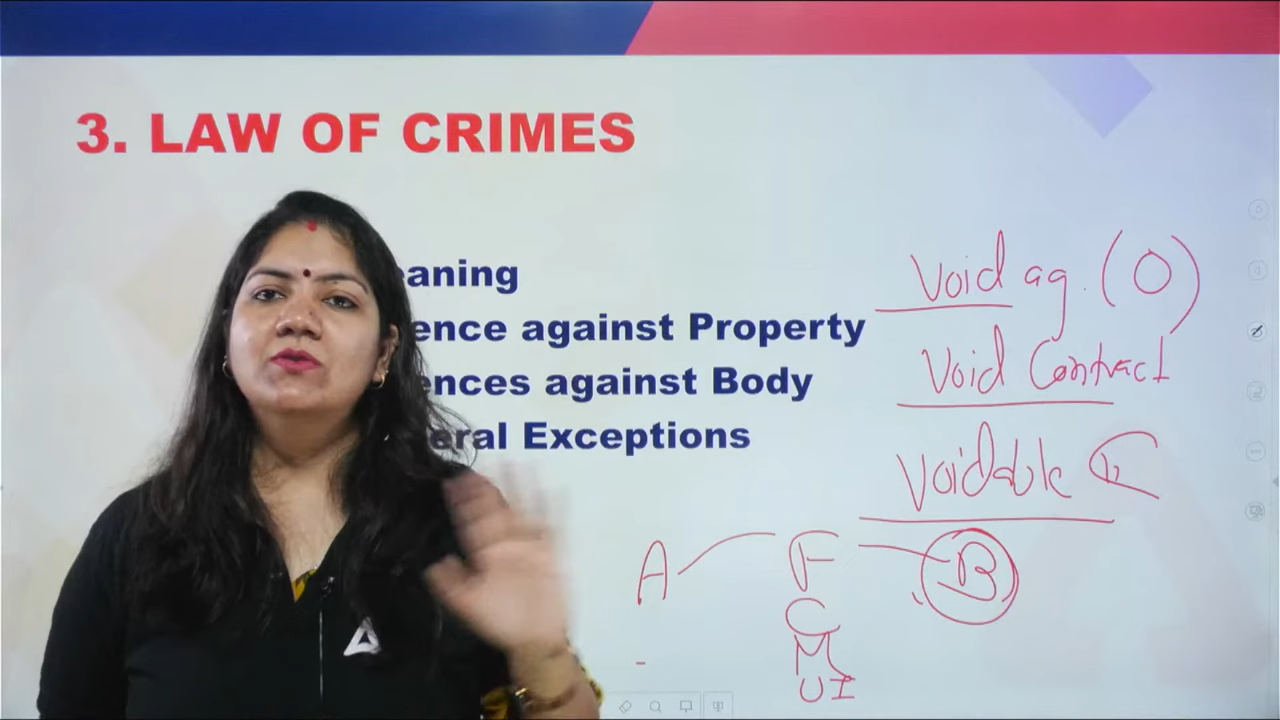 3. LAW OF CRIMES
eaning
ence against Property
ences against Body
eral Exceptions
Void ag. (O)
Void Contract
Voidable C
A F B
C
M
UI